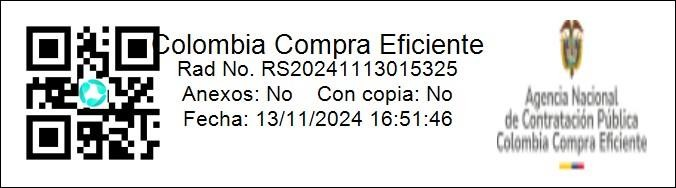 Colombia Compra Eficiente
Rad No. RS20241113015325
Anexos: No    Con copia: No
Fecha: 13/11/2024 16:51:46
Agencia Nacional
de Contratación Pública
Colombia Compra Eficiente